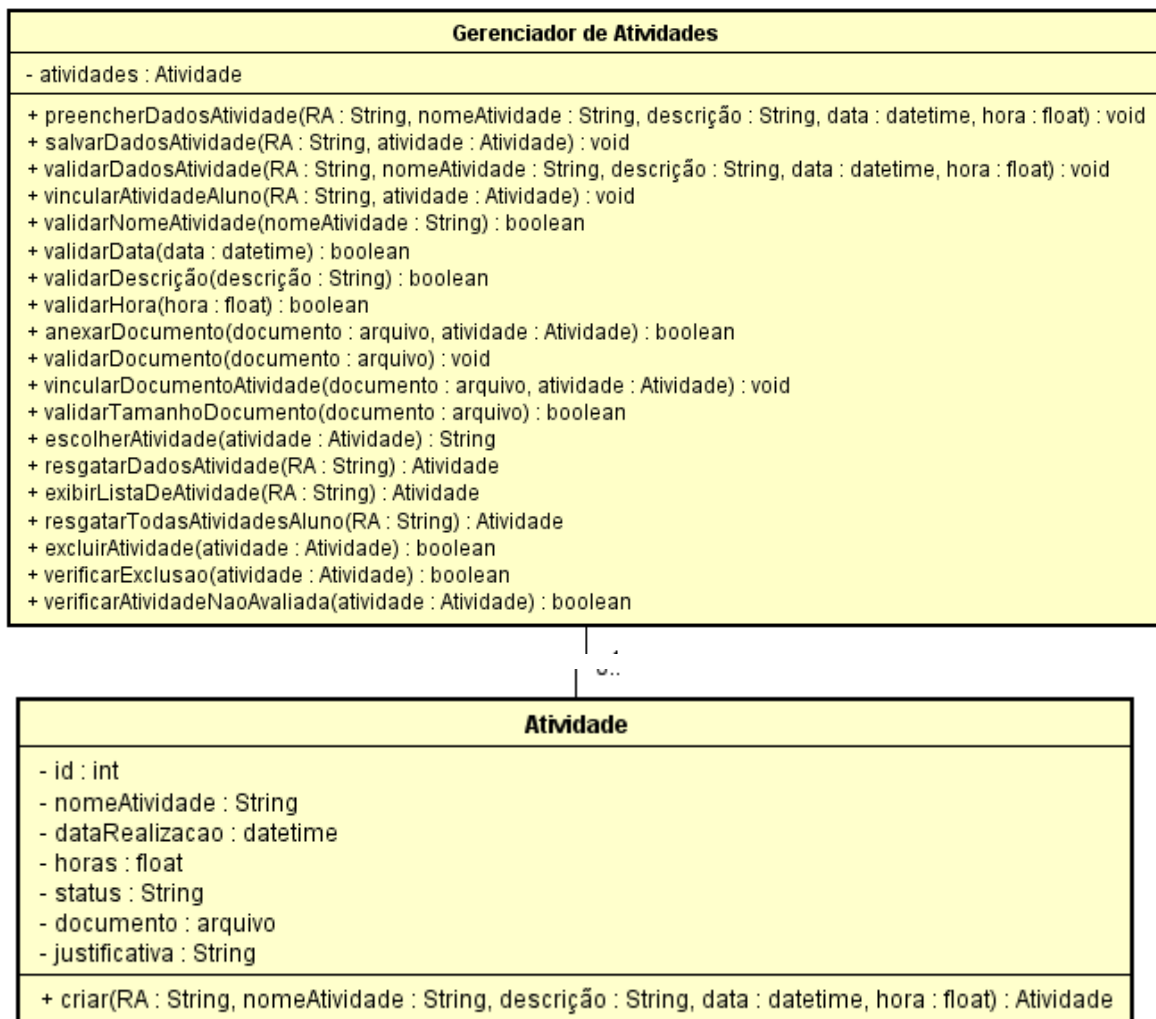 Gerenciador de Atividades
- atividades : Atividade
+ preencherDadosAtividade(RA : String, nomeAtividade : String, descrição : String, data : datetime, hora : float) : void
+ salvarDadosAtividade(RA : String, atividade : Atividade) : void
+ validarDadosAtividade(RA : String, nomeAtividade : String, descrição : String, data : datetime, hora : float) : void
+ vincularAtividadeAluno(RA : String, atividade : Atividade) : void
+ validarNomeAtividade(nomeAtividade : String) : boolean
+ validarData(data : datetime) : boolean
+ validarDescrição(descrição : String) : boolean
+ validarHora(hora : float) : boolean
+ anexarDocumento(documento : arquivo, atividade : Atividade) : boolean
+ validarDocumento(documento : arquivo) : void
+ vincularDocumentoAtividade(documento : arquivo, atividade : Atividade) : void
+ validarTamanhoDocumento(documento : arquivo) : boolean
+ escolherAtividade(atividade : Atividade) : String
+ resgatarDadosAtividade(RA : String) : Atividade
+ exibirListaDeAtividade(RA : String) : Atividade
+ resgatarTodasAtividadesAluno(RA : String) : Atividade
+ excluirAtividade(atividade : Atividade) : boolean
+ verificarExclusao(atividade : Atividade) : boolean
+ verificarAtividadeNaoAvaliada(atividade : Atividade) : boolean
Atividade
- id : int
- nomeAtividade : String
- dataRealizacao : datetime
- horas : float
- status : String
- documento : arquivo
- justificativa : String
+ criar(RA : String, nomeAtividade : String, descrição : String, data : datetime, hora : float) : Atividade